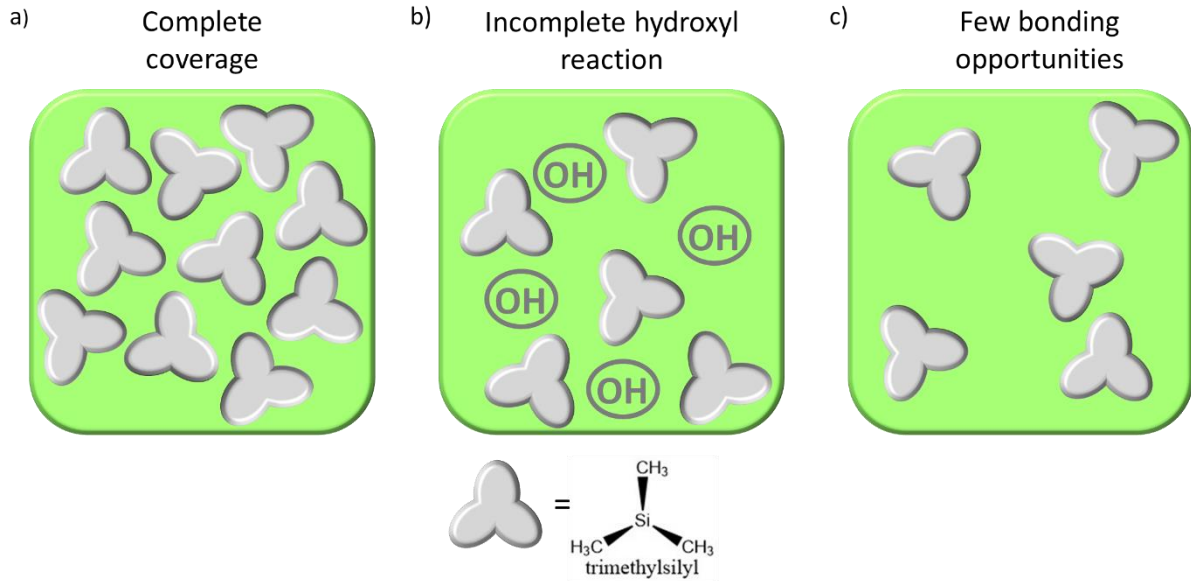 a)
Complete
coverage
b)
Incomplete hydroxyl
reaction
c)
Few bonding
opportunities
OH
OH
OH
OH
=
CH₃
Si
H₃C
CH₃
trimethylsilyl